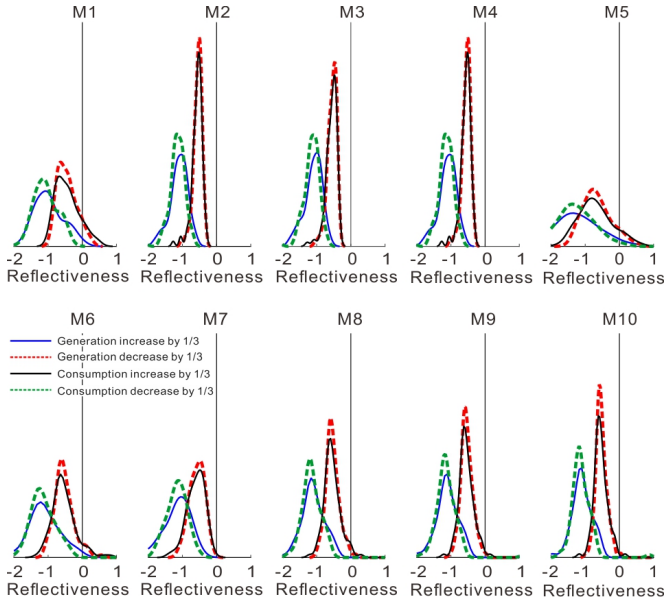 M1 M2 M3 M4 M5
-2 -1 0 1 -2 -1 0 1 -2 -1 0 1 -2 -1 0 1 -2 -1 0 1
Reflectiveness Reflectiveness Reflectiveness Reflectiveness Reflectiveness
M6 M7 M8 M9 M10
Generation increase by 1/3
Generation decrease by 1/3
Consumption increase by 1/3
Consumption decrease by 1/3
-2 -1 0 1 -2 -1 0 1 -2 -1 0 1 -2 -1 0 1 -2 -1 0 1
Reflectiveness Reflectiveness Reflectiveness Reflectiveness Reflectiveness